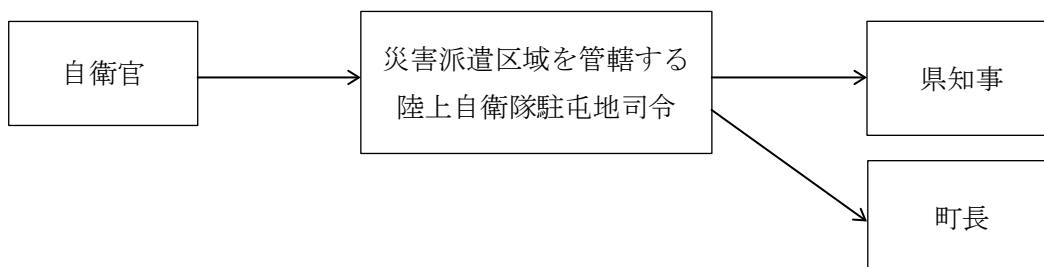 自衛官
災害派遣区域を管轄する
陸上自衛隊駐屯地司令
県知事
町長